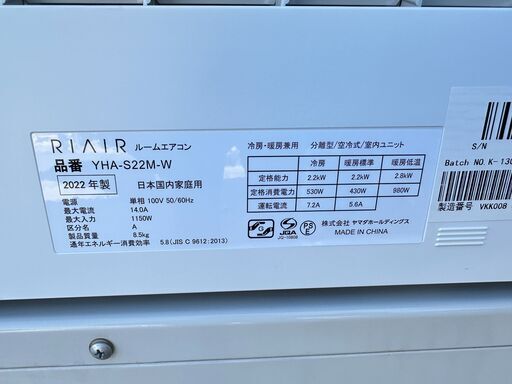 RIAIR ルームエアコン
品番 YHA-S22M-W
2022年製 日本国内家庭用
電源 単相 100V 50/60Hz
最大電流 14.0A
最大入力 1150W
区分名 A
製品質量 8.5kg
通年エネルギー消費効率 5.8(JIS C 9612:2013)
冷房・暖房兼用 分離型/空冷式/室内ユニット
冷房 暖房標準 暖房低温
定格能力 2.2kW 2.2kW 2.8kW
定格消費電力 530W 430W 980W
運転電流 7.2A 5.6A
G
JQA
PSE
株式会社ヤマダホールディングス
MADE IN CHINA
S/N
Batch NO. K-130
製造番号 VKK008